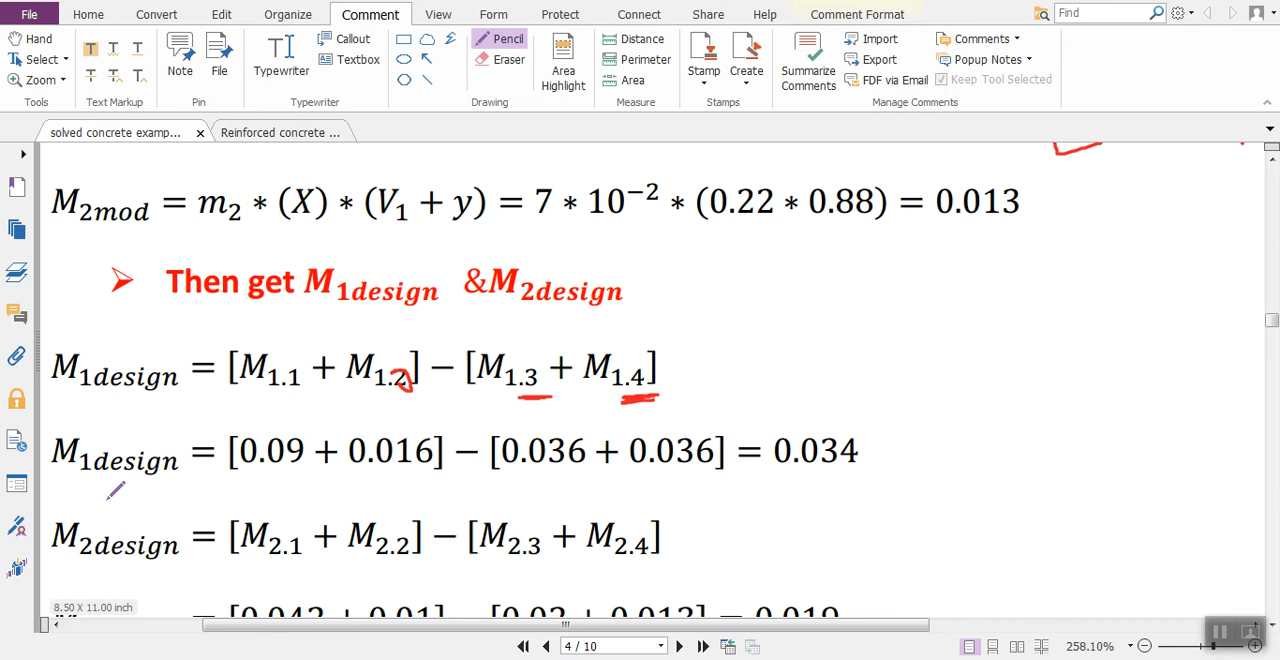 File Home Convert Edit Organize Comment View Form Protect Connect Share Help Comment Format Find
Hand Select Zoom Tools
Text Markup
Note File Pin
Typewriter Callout Textbox Typewriter
Pencil Eraser Drawing
Area Highlight Distance Perimeter Area Measure
Stamp Create Stamps
Summarize Comments Import Export FDF via Email Comments Popup Notes Keep Tool Selected Manage Comments
solved concrete examp... Reinforced concrete ...
M₂mod = m₂ ∗ (X) ∗ (V₁ + y) = 7 ∗ 10⁻² ∗ (0.22 ∗ 0.88) = 0.013
Then get M₁design &M₂design
M₁design = [M₁.₁ + M₁.₂] − [M₁.₃ + M₁.₄]
M₁design = [0.09 + 0.016] − [0.036 + 0.036] = 0.034
M₂design = [M₂.₁ + M₂.₂] − [M₂.₃ + M₂.₄]
8.50 X 11.00 inch
4 / 10 258.10%